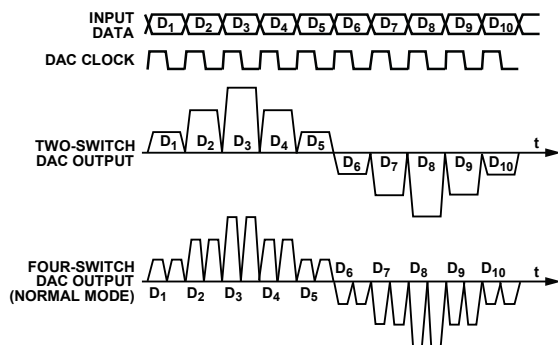 INPUT
DATA
D1 D2 D3 D4 D5 D6 D7 D8 D9 D10
DAC CLOCK
TWO-SWITCH
DAC OUTPUT
D1 D2 D3 D4 D5
D6 D7 D8 D9 D10
t
FOUR-SWITCH
DAC OUTPUT
(NORMAL MODE)
D6 D7 D8 D9 D10
t
D1 D2 D3 D4 D5